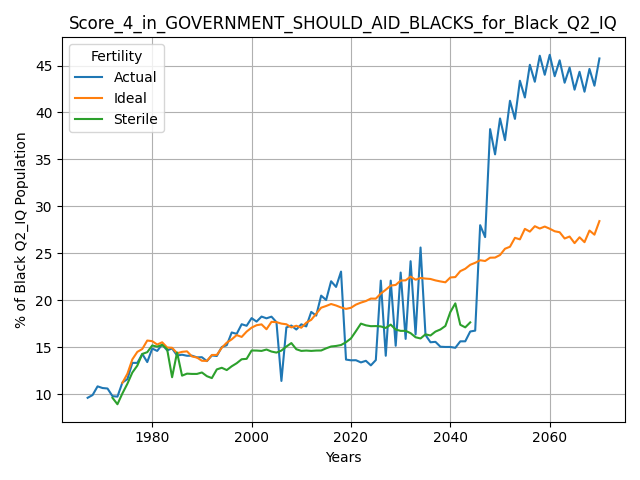 Score_4_in_GOVERNMENT_SHOULD_AID_BLACKS_for_Black_Q2_IQ
Fertility
Actual
Ideal
Sterile
% of Black Q2_IQ Population
45
40
35
30
25
20
15
10
1980
2000
2020
2040
2060
Years